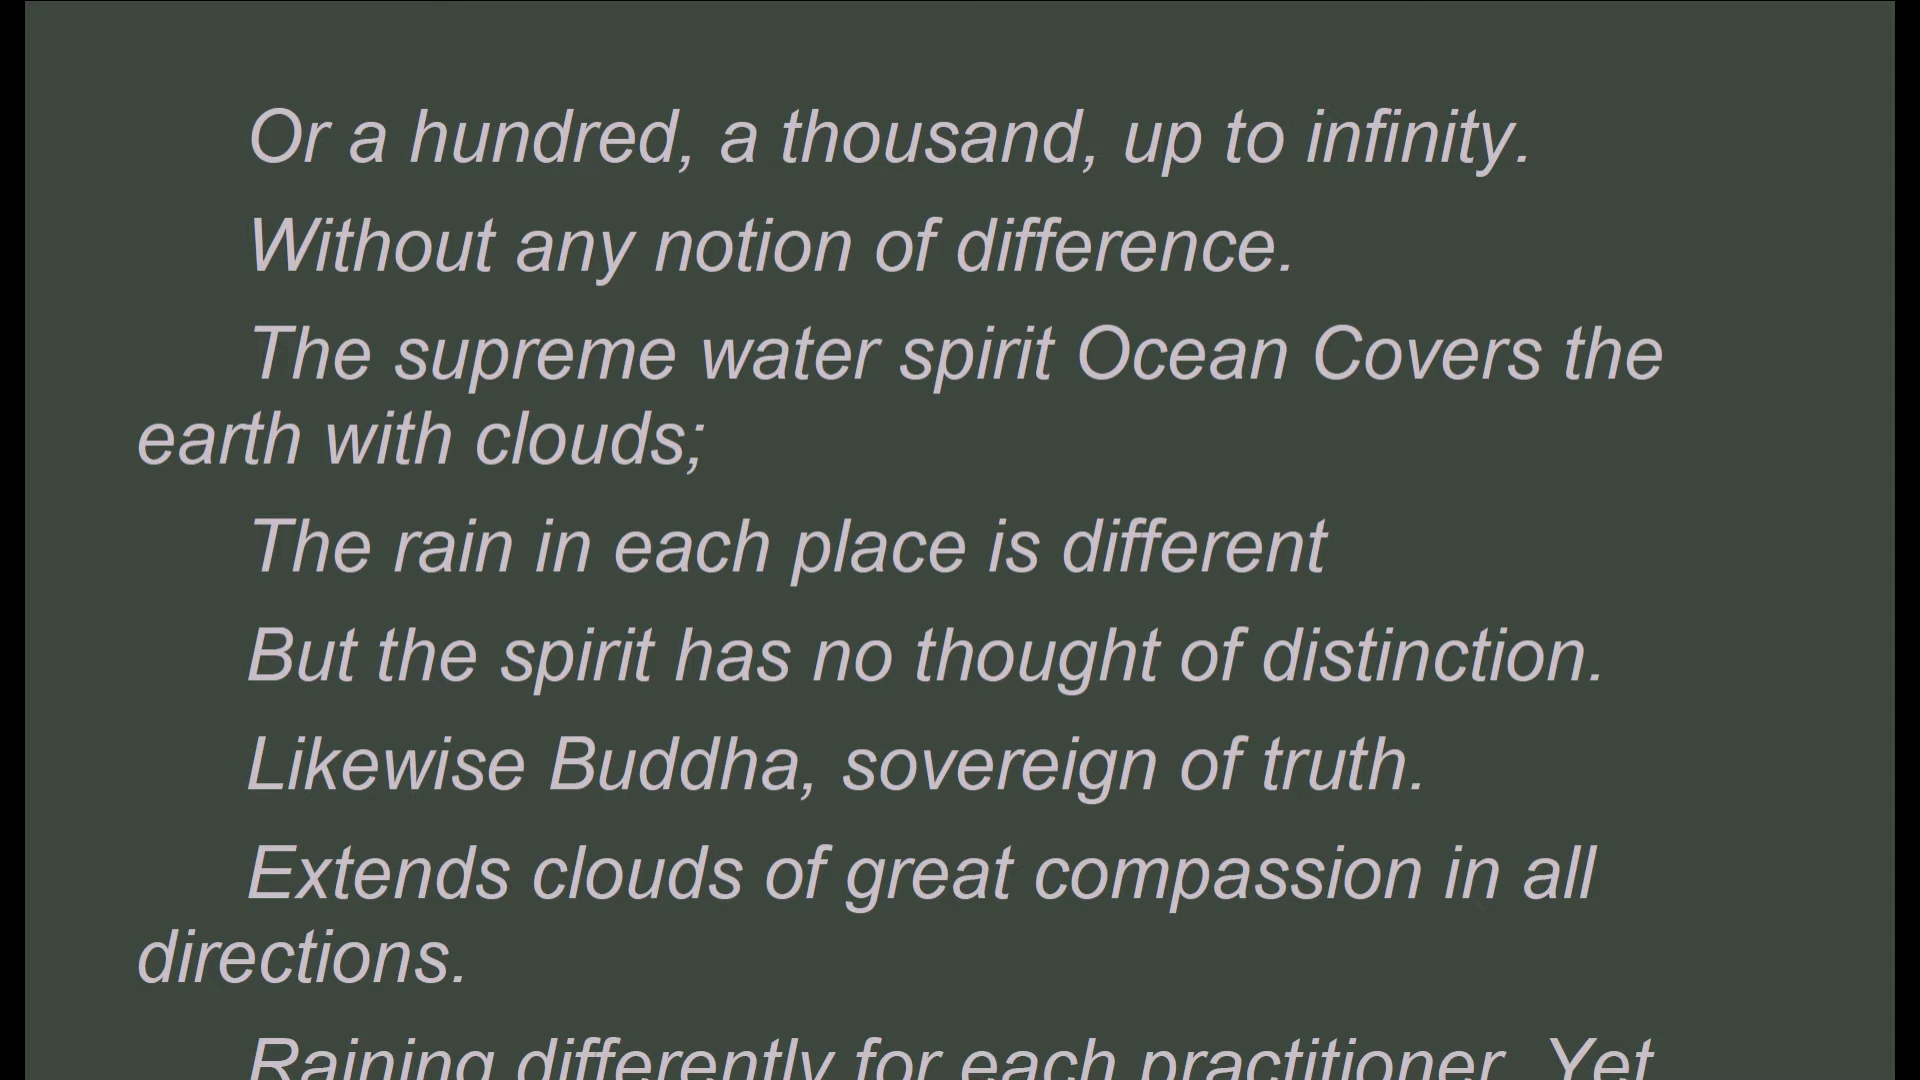 Or a hundred, a thousand, up to infinity.
Without any notion of difference.
The supreme water spirit Ocean Covers the
earth with clouds;
The rain in each place is different
But the spirit has no thought of distinction.
Likewise Buddha, sovereign of truth.
Extends clouds of great compassion in all
directions.
Raining differently for each practitioner. Yet